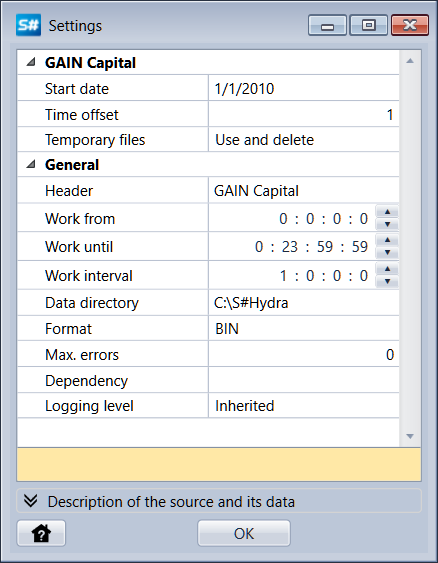 S# Settings
GAIN Capital
Start date 1/1/2010
Time offset 1
Temporary files Use and delete
General
Header GAIN Capital
Work from 0 : 0 : 0 : 0
Work until 0 : 23 : 59 : 59
Work interval 1 : 0 : 0 : 0
Data directory C:\S#Hydra
Format BIN
Max. errors 0
Dependency
Logging level Inherited
Description of the source and its data
? OK